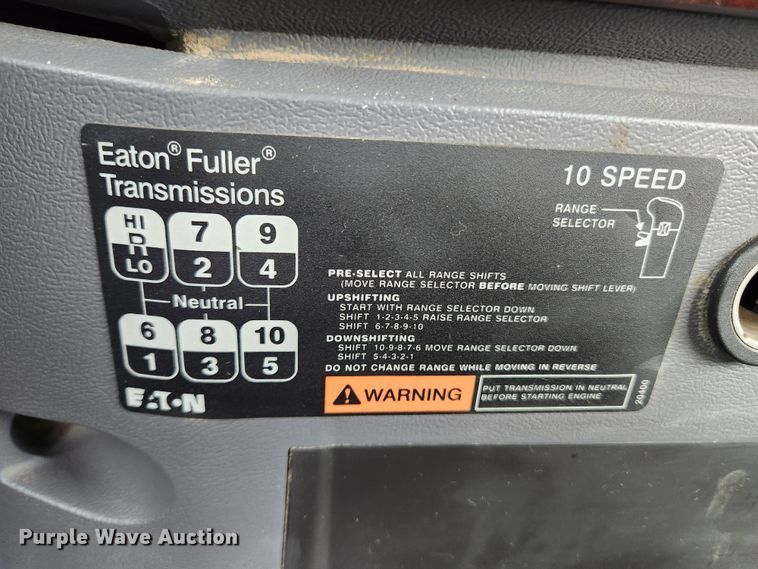 Eaton® Fuller®
Transmissions
10 SPEED
RANGE
SELECTOR
HI
R
LO
7
2
9
4
Neutral
6
1
8
3
10
5
PRE-SELECT ALL RANGE SHIFTS
(MOVE RANGE SELECTOR BEFORE MOVING SHIFT LEVER)
UPSHIFTING
START WITH RANGE SELECTOR DOWN
SHIFT 1-2-3-4-5 RAISE RANGE SELECTOR
SHIFT 6-7-8-9-10
DOWNSHIFTING
SHIFT 10-9-8-7-6 MOVE RANGE SELECTOR DOWN
SHIFT 5-4-3-2-1
DO NOT CHANGE RANGE WHILE MOVING IN REVERSE
WARNING
PUT TRANSMISSION IN NEUTRAL
BEFORE STARTING ENGINE
20400
EATON
Purple Wave Auction